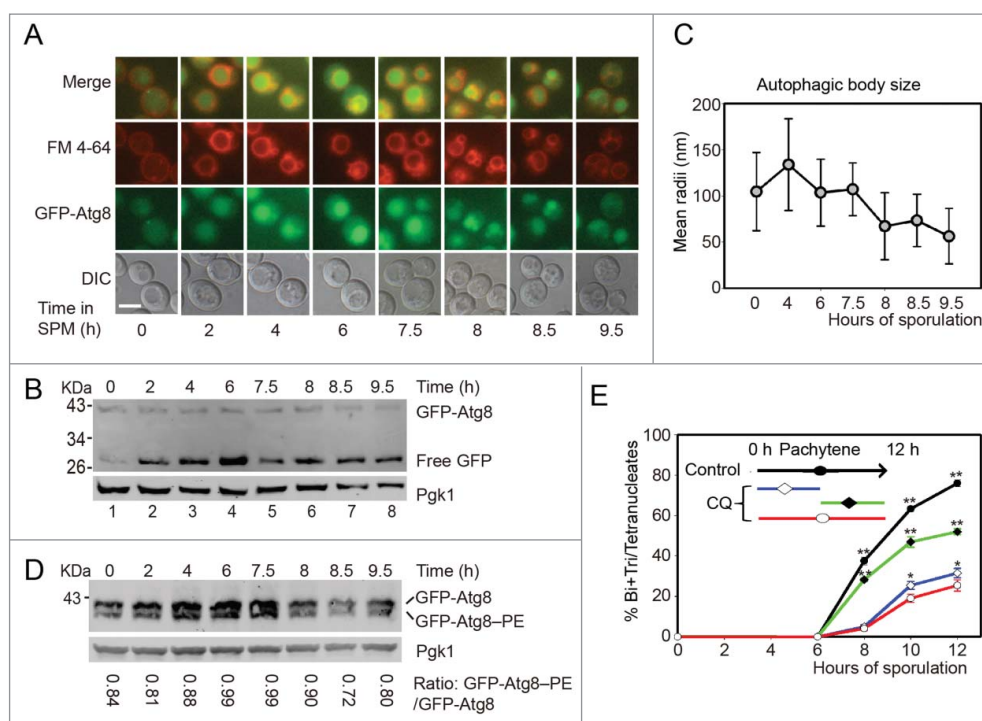 A
Merge
FM 4-64
GFP-Atg8
DIC
Time in
SPM (h)
0 2 4 6 7.5 8 8.5 9.5
C
Autophagic body size
Mean radii (nm)
200
150
100
50
0
0 4 6 7.5 8 8.5 9.5
Hours of sporulation
B
KDa 0 2 4 6 7.5 8 8.5 9.5 Time (h)
43-
GFP-Atg8
34-
26-
Free GFP
Pgk1
1 2 3 4 5 6 7 8
D
KDa 0 2 4 6 7.5 8 8.5 9.5 Time (h)
43-
GFP-Atg8
GFP-Atg8–PE
Pgk1
0.84 0.81 0.88 0.99 0.99 0.90 0.72 0.80
Ratio: GFP-Atg8–PE
/GFP-Atg8
E
% Bi+Tri/Tetranucleates
100
80
60
40
20
0
0 h Pachytene 12 h
Control
CQ
** ** **
** ** **
* *
0 2 4 6 8 10 12
Hours of sporulation